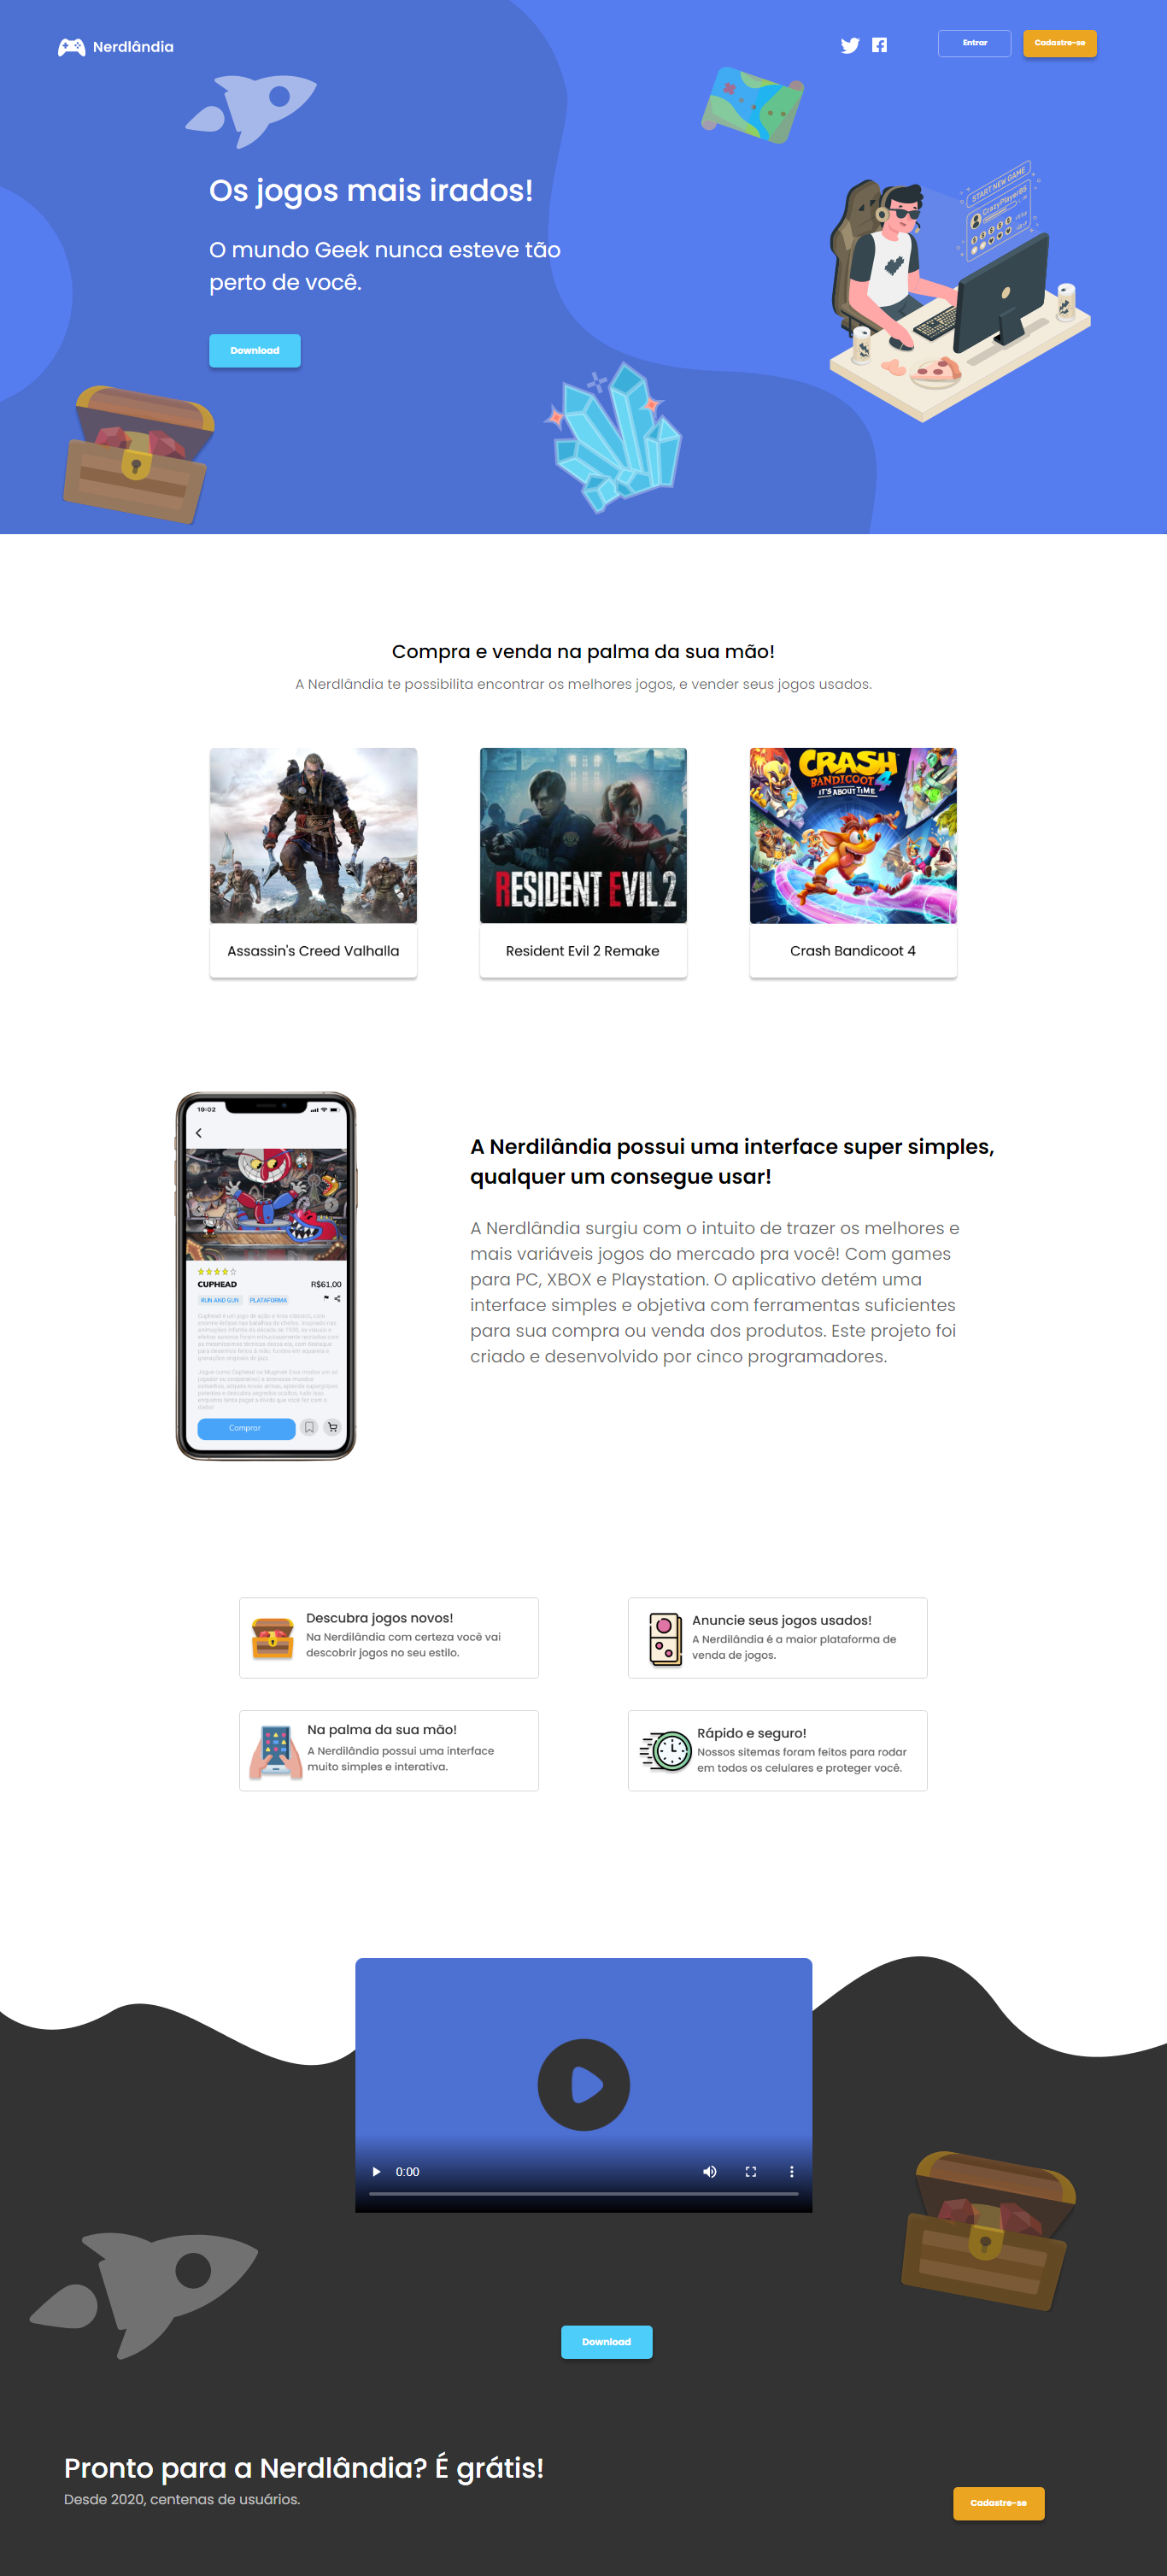 Nerdlândia
Entrar
Cadastre-se
Os jogos mais irados!
O mundo Geek nunca esteve tão
perto de você.
Download
START NEW GAME
CrazyPlayer85
Compra e venda na palma da sua mão!
A Nerdlândia te possibilita encontrar os melhores jogos, e vender seus jogos usados.
CRASH
BANDICOOT 4
IT'S ABOUT TIME
RESIDENT EVIL 2
Assassin's Creed Valhalla
Resident Evil 2 Remake
Crash Bandicoot 4
19:02
CUPHEAD
R$61,00
RUN AND GUN
PLATAFORMA
Comprar
A Nerdilândia possui uma interface super simples,
qualquer um consegue usar!
A Nerdlândia surgiu com o intuito de trazer os melhores e
mais variáveis jogos do mercado pra você! Com games
para PC, XBOX e Playstation. O aplicativo detém uma
interface simples e objetiva com ferramentas suficientes
para sua compra ou venda dos produtos. Este projeto foi
criado e desenvolvido por cinco programadores.
Descubra jogos novos!
Na Nerdilândia com certeza você vai
descobrir jogos no seu estilo.
Anuncie seus jogos usados!
A Nerdilândia é a maior plataforma de
venda de jogos.
Na palma da sua mão!
A Nerdilândia possui uma interface
muito simples e interativa.
Rápido e seguro!
Nossos sitemas foram feitos para rodar
em todos os celulares e proteger você.
0:00
Download
Pronto para a Nerdlândia? É grátis!
Desde 2020, centenas de usuários.
Cadastre-se